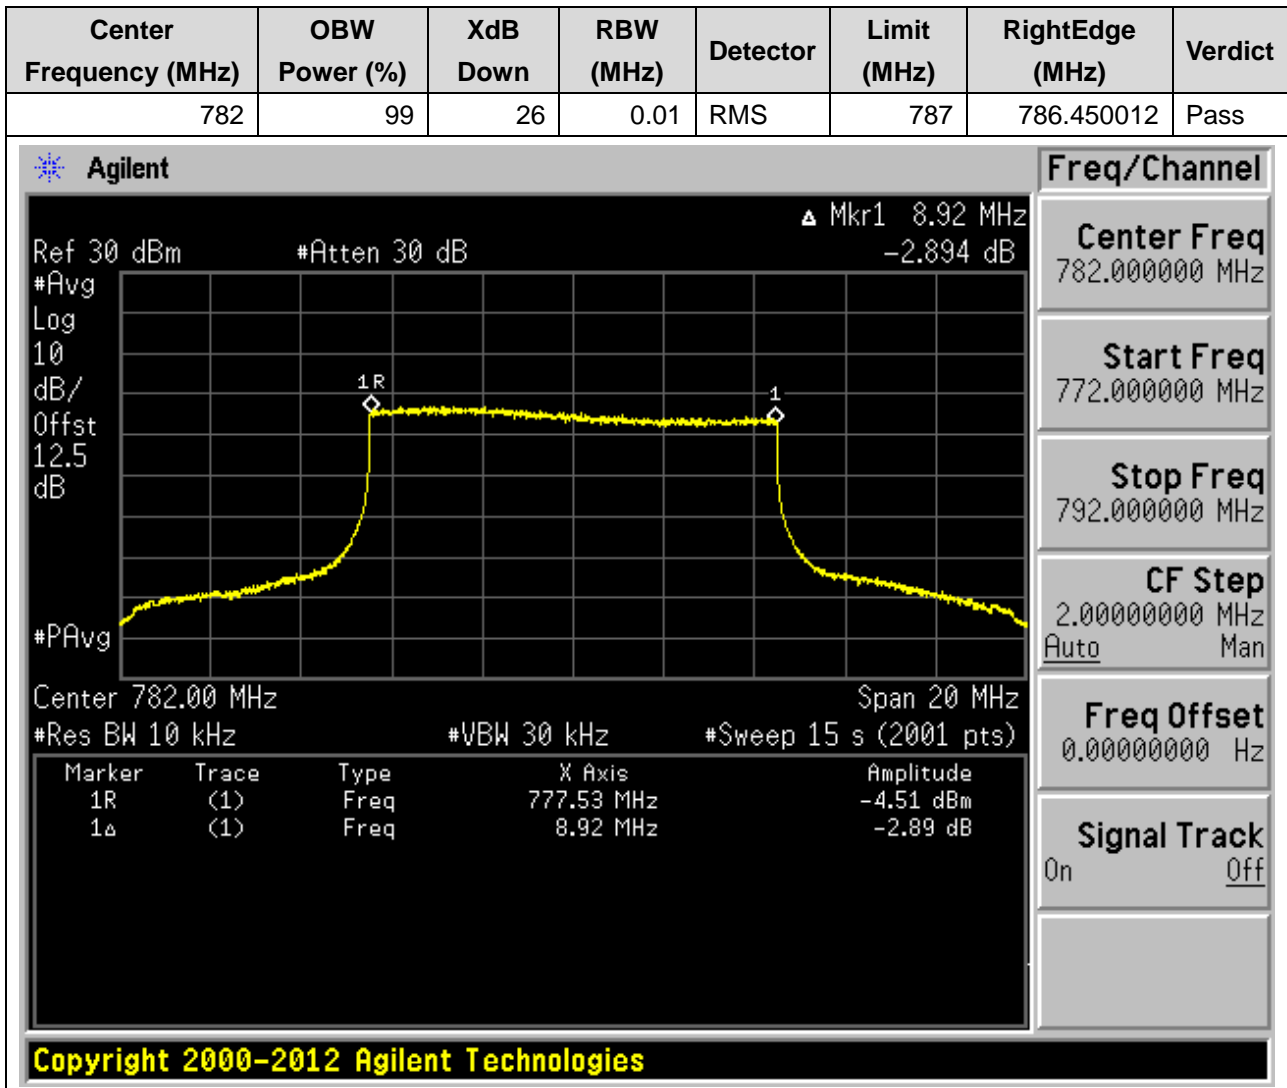 Center Frequency (MHz) OBW Power (%) XdB Down RBW (MHz) Detector Limit (MHz) RightEdge (MHz) Verdict
782 99 26 0.01 RMS 787 786.450012 Pass
Agilent
Freq/Channel
Δ Mkr1 8.92 MHz
Ref 30 dBm #Atten 30 dB -2.894 dB
#Avg
Log
10
dB/
Offst
12.5
dB
1R
1
#PAvg
Center 782.00 MHz Span 20 MHz
#Res BW 10 kHz #VBW 30 kHz #Sweep 15 s (2001 pts)
Marker Trace Type X Axis Amplitude
1R (1) Freq 777.53 MHz -4.51 dBm
1Δ (1) Freq 8.92 MHz -2.89 dB
Center Freq
782.000000 MHz
Start Freq
772.000000 MHz
Stop Freq
792.000000 MHz
CF Step
2.00000000 MHz
Auto Man
Freq Offset
0.00000000 Hz
Signal Track
On Off
Copyright 2000-2012 Agilent Technologies